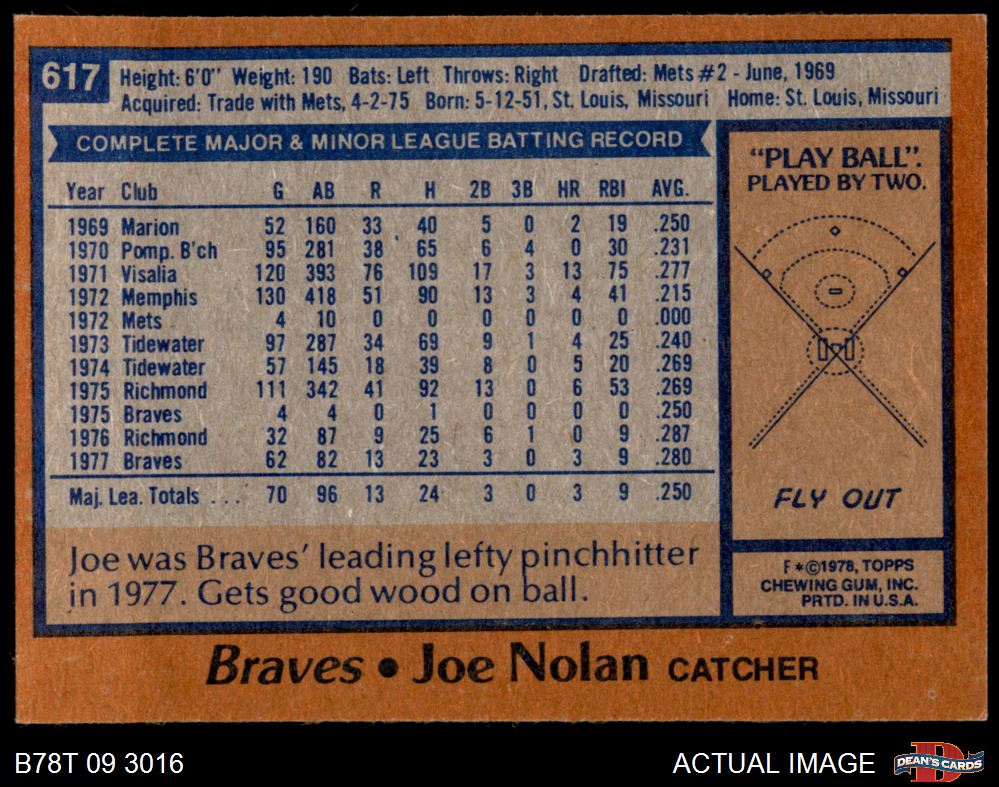 617
Height: 6'0" Weight: 190 Bats: Left Throws: Right Drafted: Mets #2 - June, 1969
Acquired: Trade with Mets, 4-2-75 Born: 5-12-51, St. Louis, Missouri Home: St. Louis, Missouri
COMPLETE MAJOR & MINOR LEAGUE BATTING RECORD
Year Club G AB R H 2B 3B HR RBI AVG.
1969 Marion 52 160 33 40 5 0 2 19 .250
1970 Pomp. B'ch 95 281 38 65 6 4 0 30 .231
1971 Visalia 120 393 76 109 17 3 13 75 .277
1972 Memphis 130 418 51 90 13 3 4 41 .215
1972 Mets 4 10 0 0 0 0 0 0 .000
1973 Tidewater 97 287 34 69 9 1 4 25 .240
1974 Tidewater 57 145 18 39 8 0 5 20 .269
1975 Richmond 111 342 41 92 13 0 6 53 .269
1975 Braves 4 4 0 1 0 0 0 0 .250
1976 Richmond 32 87 9 25 6 1 0 9 .287
1977 Braves 62 82 13 23 3 0 3 9 .280
Maj. Lea. Totals ... 70 96 13 24 3 0 3 9 .250
Joe was Braves' leading lefty pinchhitter
in 1977. Gets good wood on ball.
"PLAY BALL".
PLAYED BY TWO.
FLY OUT
F*©1978, TOPPS
CHEWING GUM, INC.
PRTD. IN U.S.A.
Braves • Joe Nolan CATCHER
B78T 09 3016
ACTUAL IMAGE
D
DEAN'S CARDS